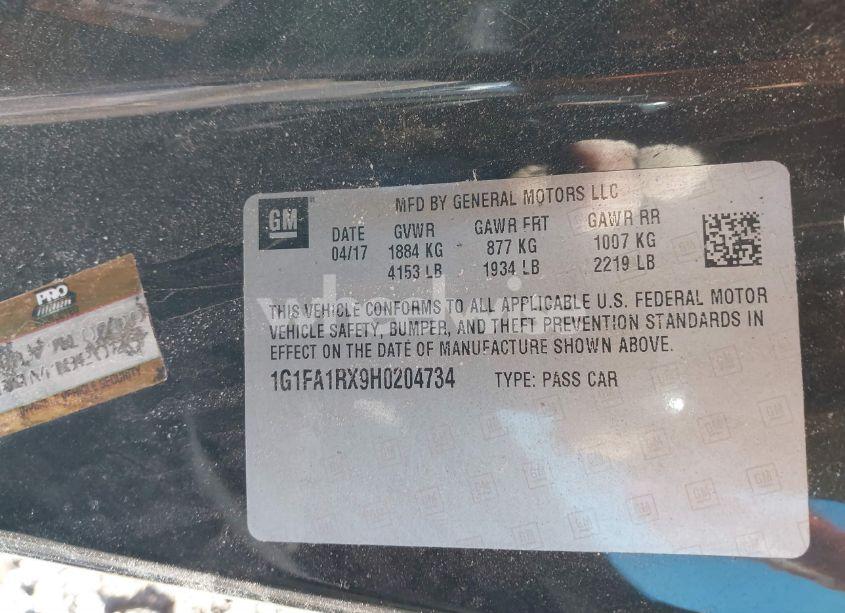 GM
MFD BY GENERAL MOTORS LLC
DATE GVWR GAWR FRT GAWR RR
04/17 1884 KG 877 KG 1007 KG
4153 LB 1934 LB 2219 LB
THIS VEHICLE CONFORMS TO ALL APPLICABLE U.S. FEDERAL MOTOR
VEHICLE SAFETY, BUMPER, AND THEFT PREVENTION STANDARDS IN
EFFECT ON THE DATE OF MANUFACTURE SHOWN ABOVE.
1G1FA1RX9H0204734 TYPE: PASS CAR
PRO
VEHICLE SECURITY